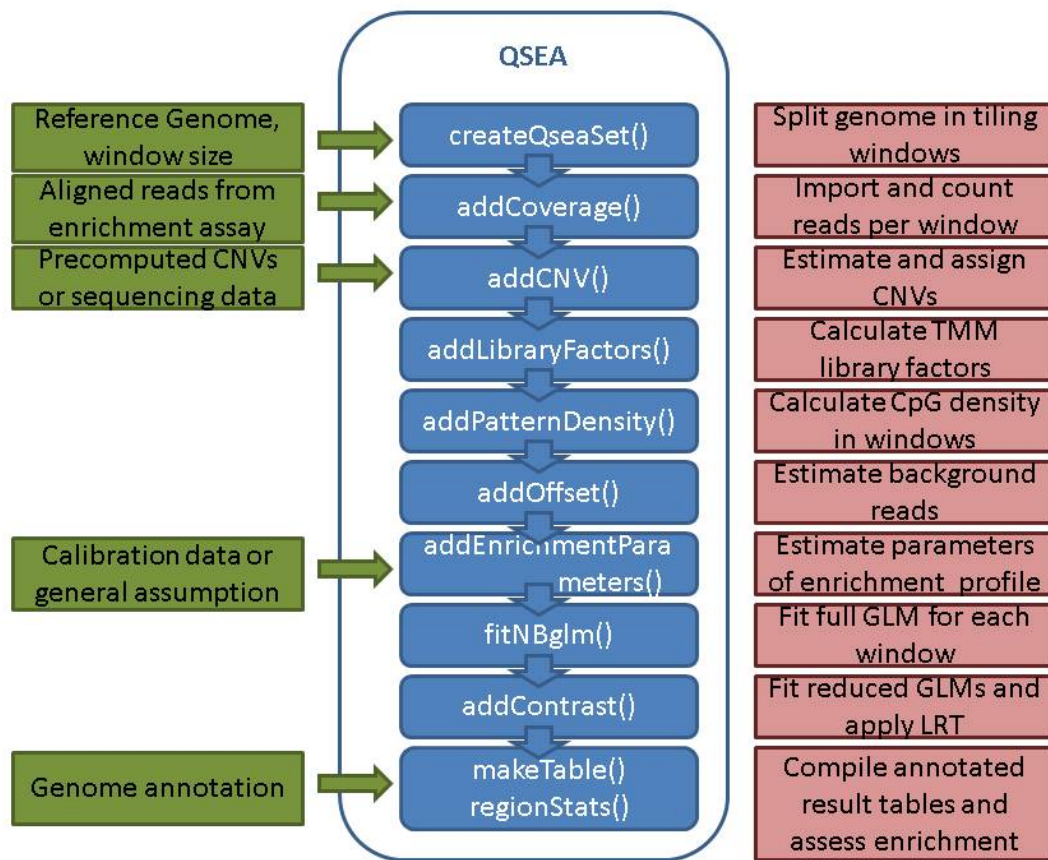 QSEA
Reference Genome,
window size
createQseaSet()
Split genome in tiling
windows
Aligned reads from
enrichment assay
addCoverage()
Import and count
reads per window
Precomputed CNVs
or sequencing data
addCNV()
Estimate and assign
CNVs
addLibraryFactors()
Calculate TMM
library factors
addPatternDensity()
Calculate CpG density
in windows
addOffset()
Estimate background
reads
Calibration data or
general assumption
addEnrichmentPara
meters()
Estimate parameters
of enrichment profile
fitNBglm()
Fit full GLM for each
window
addContrast()
Fit reduced GLMs and
apply LRT
Genome annotation
makeTable()
regionStats()
Compile annotated
result tables and
assess enrichment